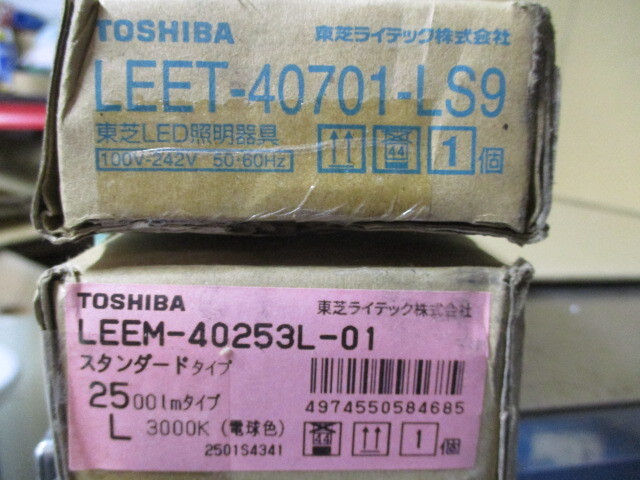 TOSHIBA 東芝ライテック株式会社
LEET-40701-LS9
東芝LED照明器具
100V-242V 50・60Hz
44
1個
TOSHIBA 東芝ライテック株式会社
LEEM-40253L-01
スタンダードタイプ
2500lmタイプ
4974550584685
L 3000K (電球色)
44
1個
2501S4341